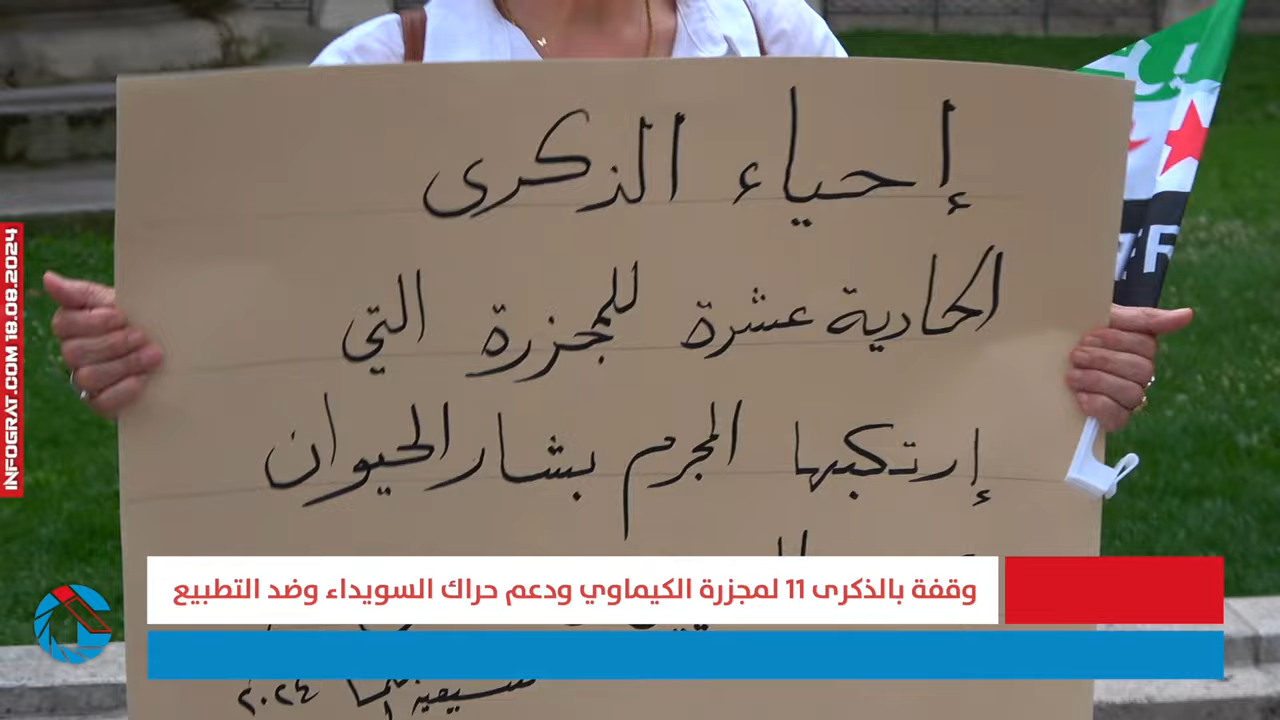 إحياء الذكرى
الحادية عشرة للمجزرة التي
إرتكبها المجرم بشار الحيوان
وقفة بالذكرى 11 لمجزرة الكيماوي ودعم حراك السويداء وضد التطبيع
٢٠٢٤
INFOGRAT.COM 18.08.2024